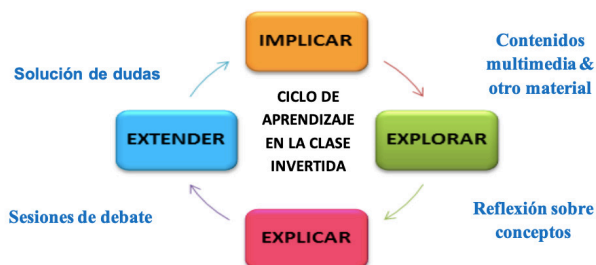 IMPLICAR
Contenidos
multimedia &
otro material
Solución de dudas
CICLO DE
APRENDIZAJE
EN LA CLASE
INVERTIDA
EXTENDER
EXPLORAR
Sesiones de debate
Reflexión sobre
conceptos
EXPLICAR